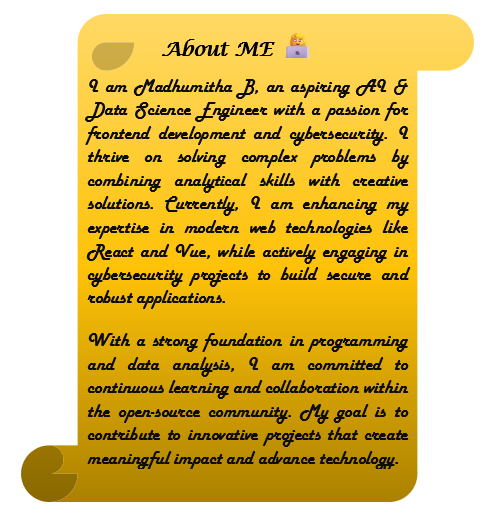 About ME 👩🏼‍💻
I am Madhumitha B, an aspiring AI &
Data Science Engineer with a passion for
frontend development and cybersecurity. I
thrive on solving complex problems by
combining analytical skills with creative
solutions. Currently, I am enhancing my
expertise in modern web technologies like
React and Vue, while actively engaging in
cybersecurity projects to build secure and
robust applications.
With a strong foundation in programming
and data analysis, I am committed to
continuous learning and collaboration within
the open-source community. My goal is to
contribute to innovative projects that create
meaningful impact and advance technology.